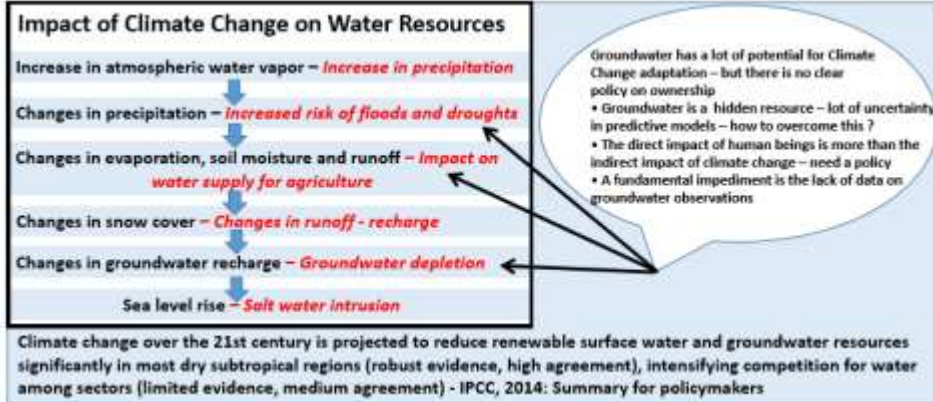 Impact of Climate Change on Water Resources
Increase in atmospheric water vapor – Increase in precipitation
Changes in precipitation – Increased risk of floods and droughts
Changes in evaporation, soil moisture and runoff – Impact on
water supply for agriculture
Changes in snow cover – Changes in runoff - recharge
Changes in groundwater recharge – Groundwater depletion
Sea level rise – Salt water intrusion
Groundwater has a lot of potential for Climate
Change adaptation – but there is no clear
policy on ownership
• Groundwater is a hidden resource – lot of uncertainty
in predictive models – how to overcome this ?
• The direct impact of human beings is more than the
indirect impact of climate change – need a policy
• A fundamental impediment is the lack of data on
groundwater observations
Climate change over the 21st century is projected to reduce renewable surface water and groundwater resources
significantly in most dry subtropical regions (robust evidence, high agreement), intensifying competition for water
among sectors (limited evidence, medium agreement) - IPCC, 2014: Summary for policymakers